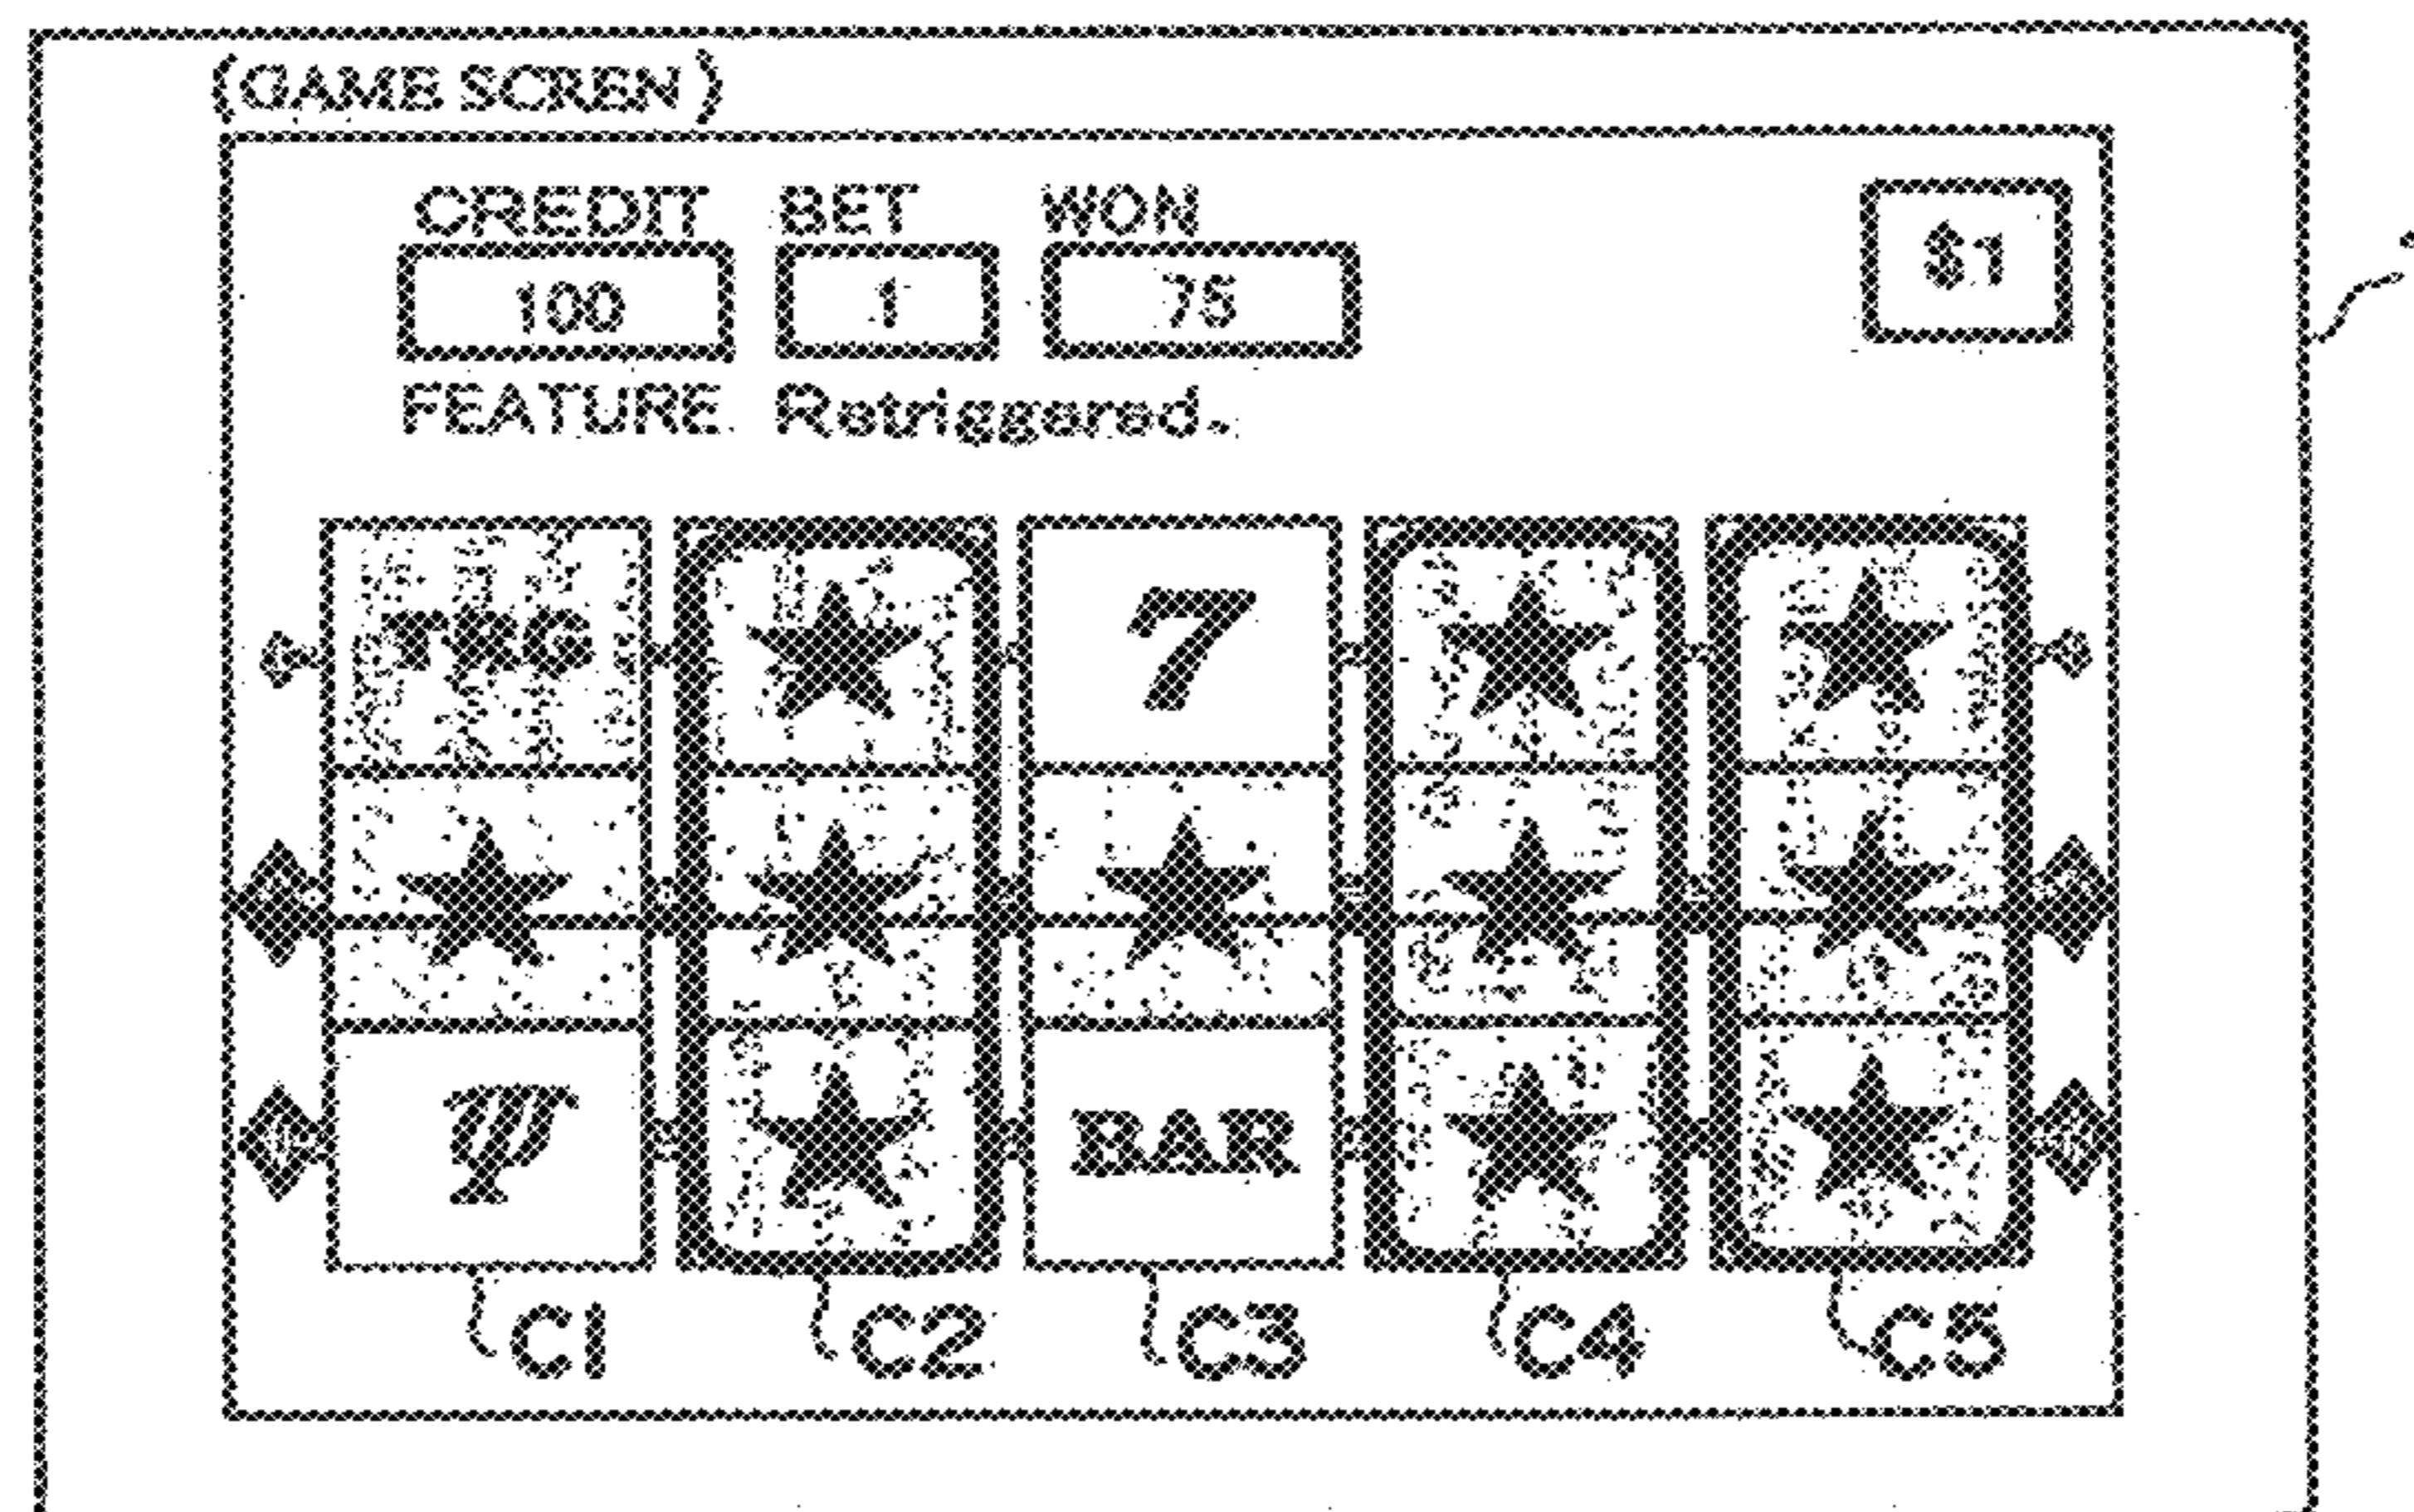 (GAME SCREN)
CREDIT BET WON
100 1 75 $1
FEATURE Retriggered.
TRG 7
BAR
C1 C2 C3 C4 C5